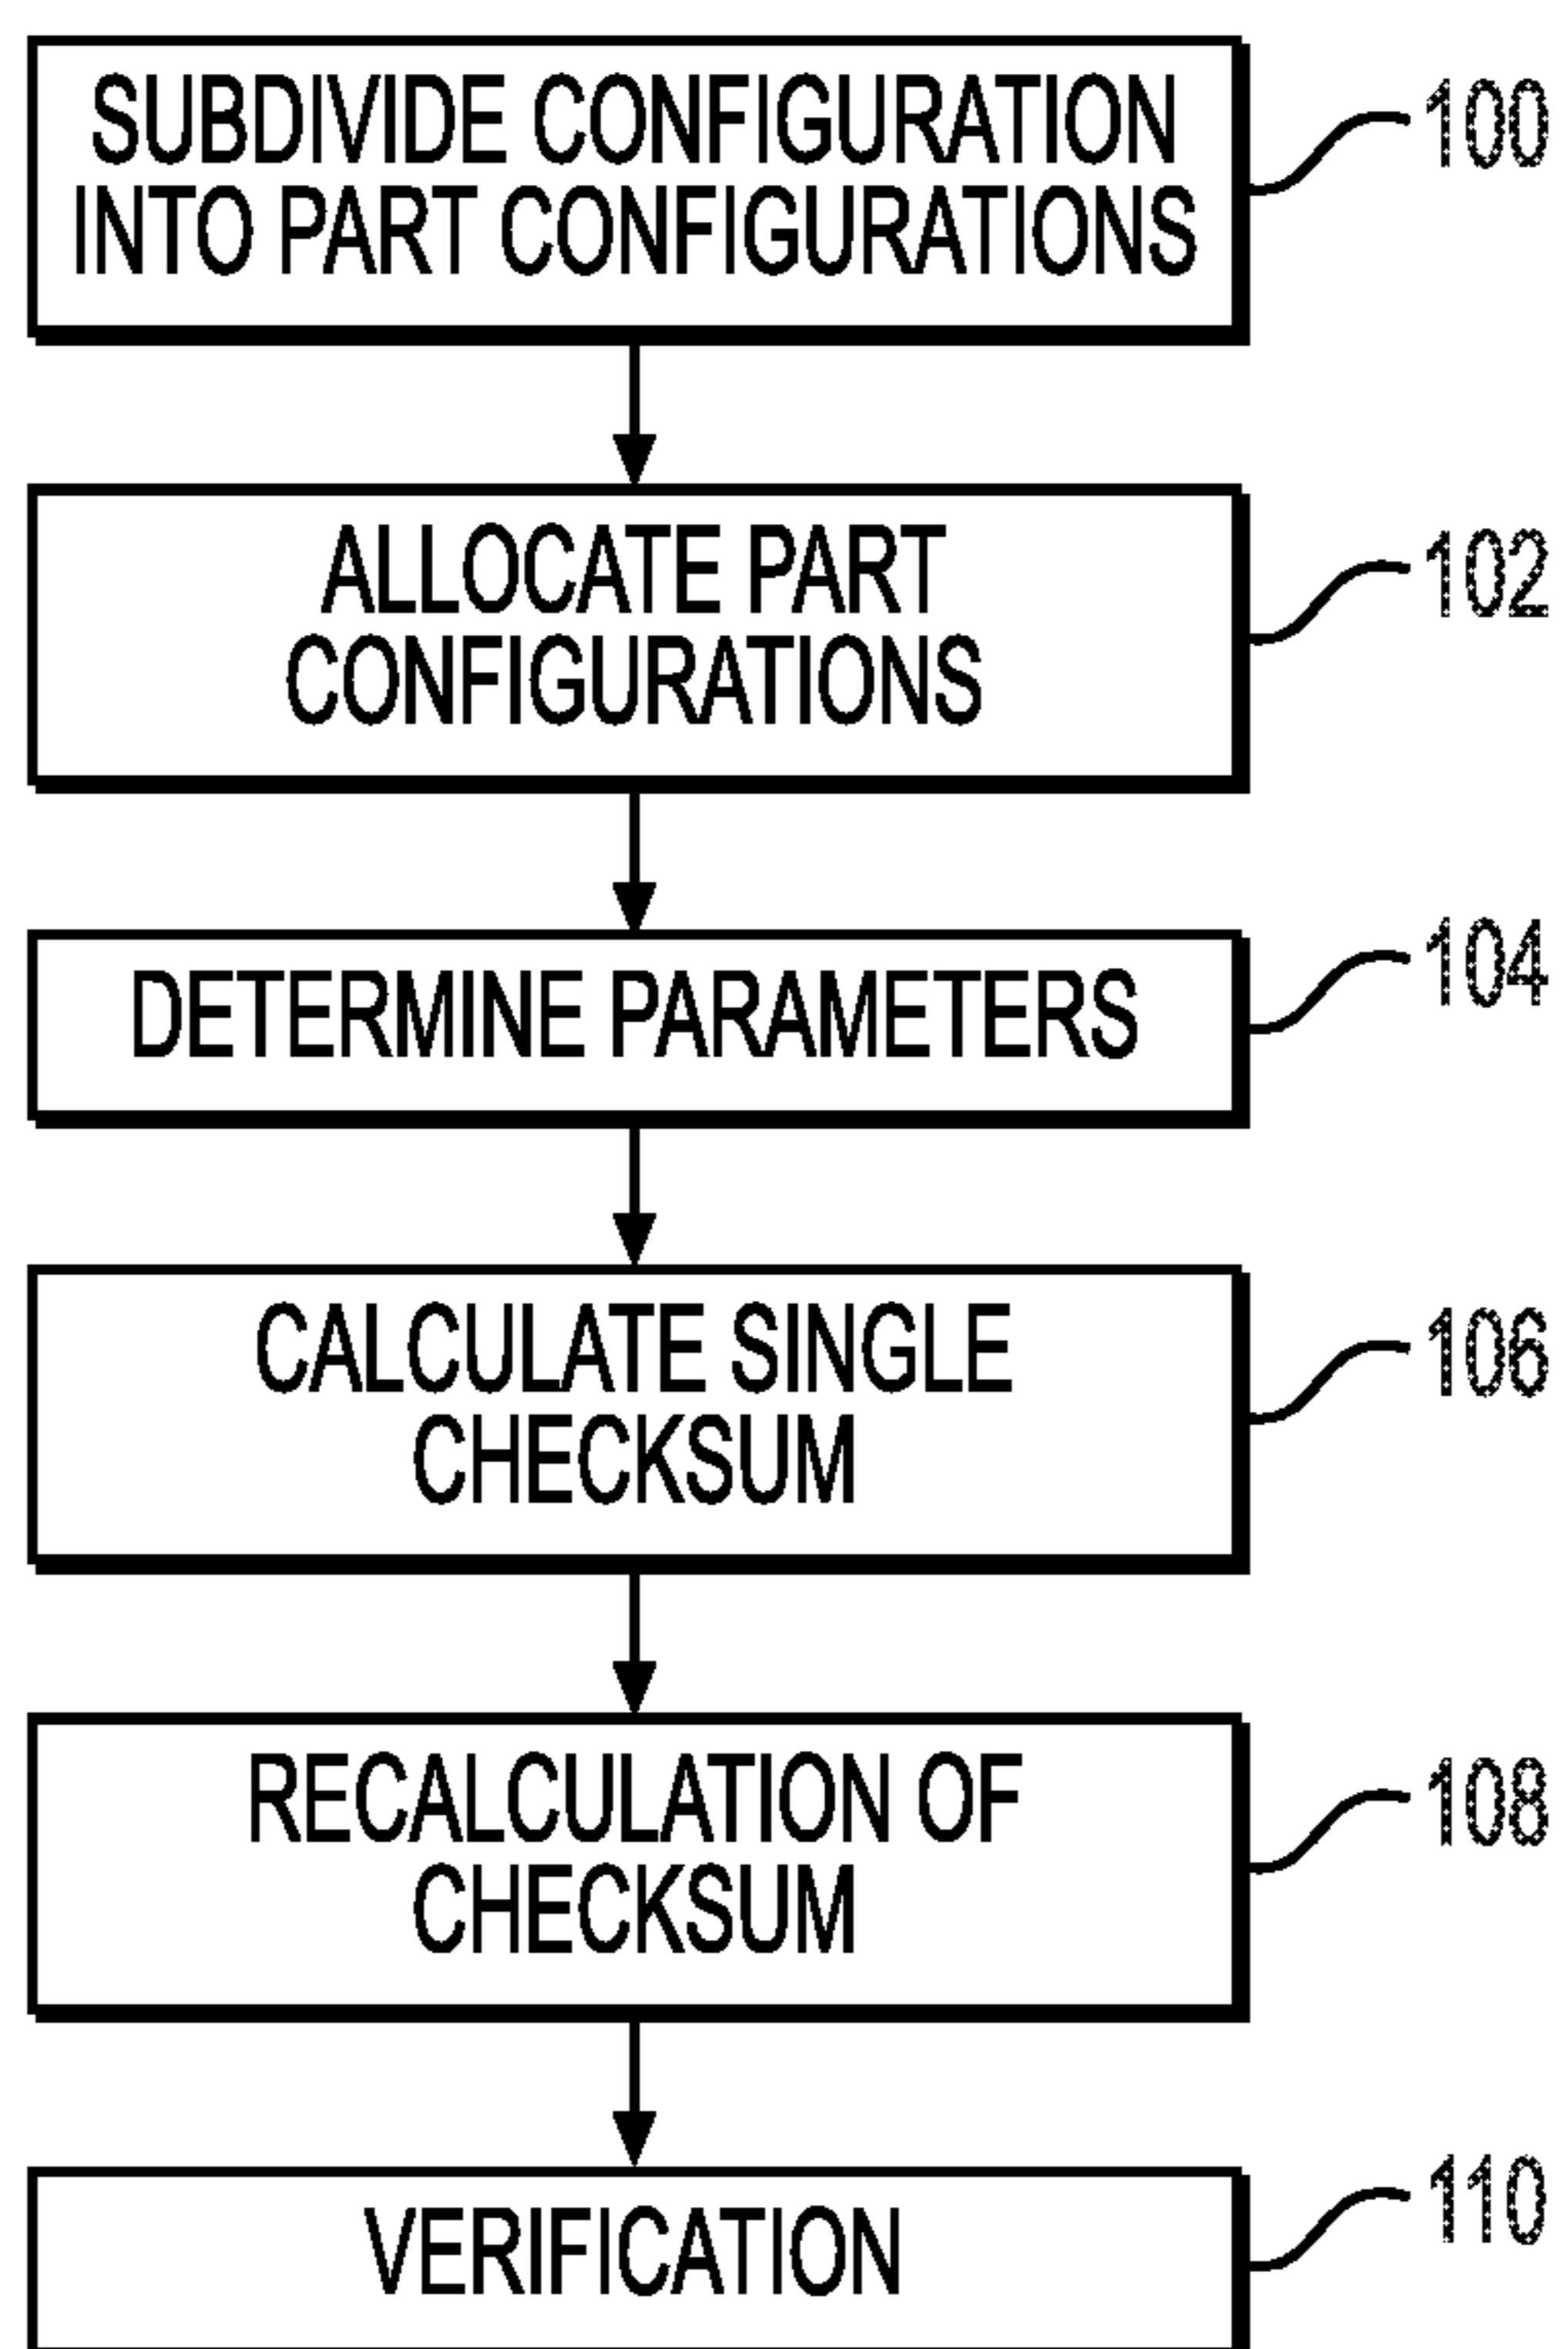 SUBDIVIDE CONFIGURATION
INTO PART CONFIGURATIONS
100
ALLOCATE PART
CONFIGURATIONS
102
DETERMINE PARAMETERS
104
CALCULATE SINGLE
CHECKSUM
106
RECALCULATION OF
CHECKSUM
108
VERIFICATION
110